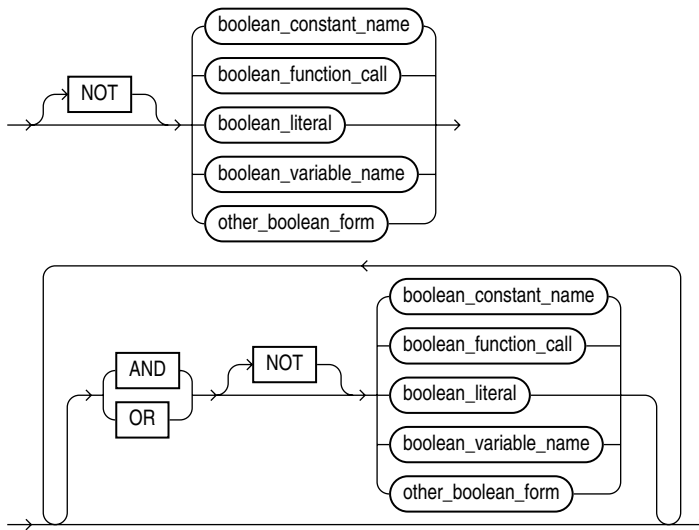 boolean_constant_name
boolean_function_call
NOT
boolean_literal
boolean_variable_name
other_boolean_form
boolean_constant_name
boolean_function_call
AND
NOT
boolean_literal
OR
boolean_variable_name
other_boolean_form